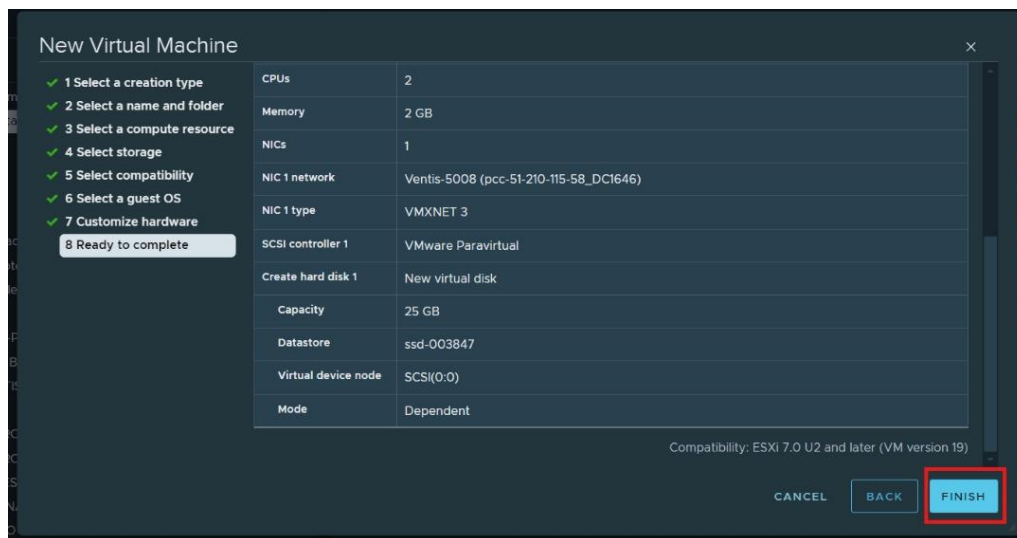 New Virtual Machine
1 Select a creation type
2 Select a name and folder
3 Select a compute resource
4 Select storage
5 Select compatibility
6 Select a guest OS
7 Customize hardware
8 Ready to complete
CPUs 2
Memory 2 GB
NICs 1
NIC 1 network Ventis-5008 (pcc-51-210-115-58_DC1646)
NIC 1 type VMXNET 3
SCSI controller 1 VMware Paravirtual
Create hard disk 1 New virtual disk
Capacity 25 GB
Datastore ssd-003847
Virtual device node SCSI(0:0)
Mode Dependent
Compatibility: ESXi 7.0 U2 and later (VM version 19)
CANCEL BACK FINISH